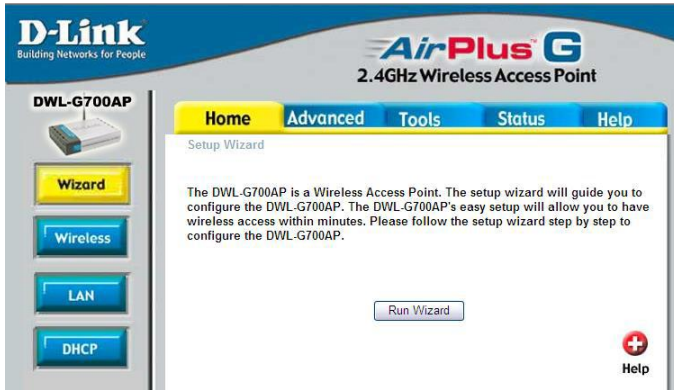 D-Link
Building Networks for People
AirPlus G
2.4GHz Wireless Access Point
DWL-G700AP
Home
Advanced
Tools
Status
Help
Setup Wizard
Wizard
Wireless
LAN
DHCP
The DWL-G700AP is a Wireless Access Point. The setup wizard will guide you to
configure the DWL-G700AP. The DWL-G700AP's easy setup will allow you to have
wireless access within minutes. Please follow the setup wizard step by step to
configure the DWL-G700AP.
Run Wizard
Help